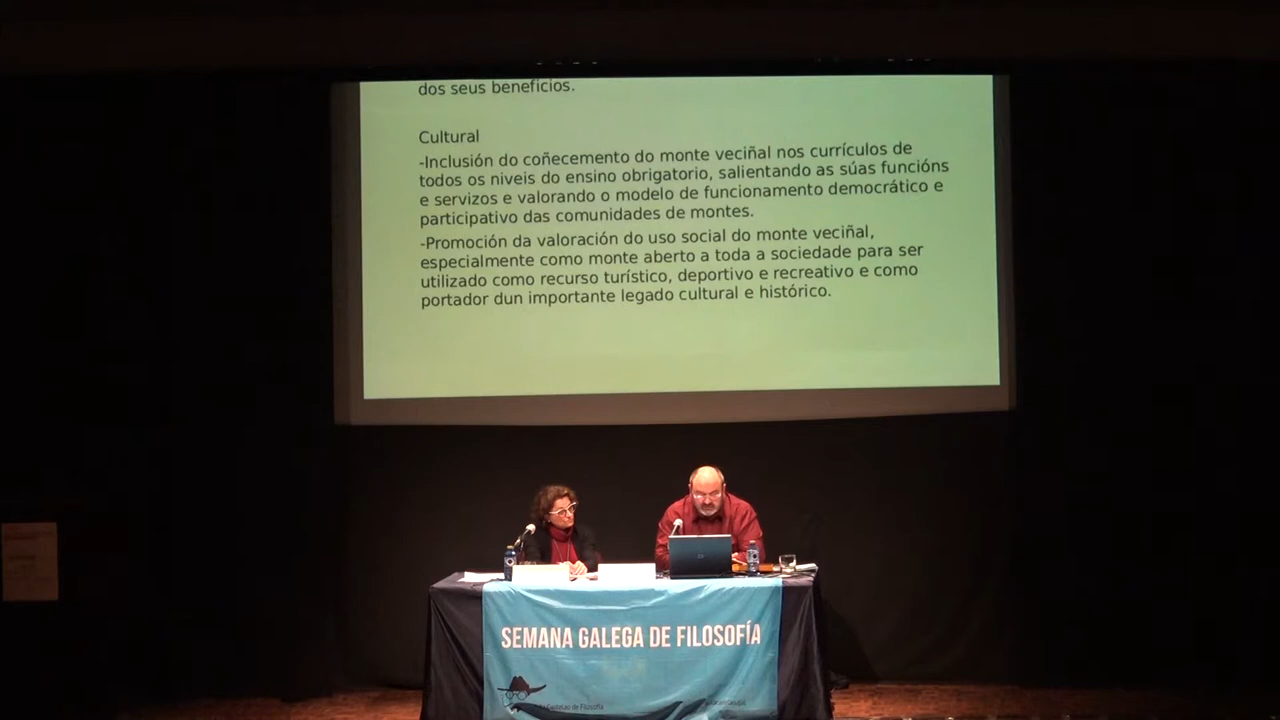 dos seus beneficios.
Cultural
-Inclusión do coñecemento do monte veciñal nos currículos de
todos os niveis do ensino obrigatorio, salientando as súas funcións
e servizos e valorando o modelo de funcionamento democrático e
participativo das comunidades de montes.
-Promoción da valoración do uso social do monte veciñal,
especialmente como monte aberto a toda a sociedade para ser
utilizado como recurso turístico, deportivo e recreativo e como
portador dun importante legado cultural e histórico.
SEMANA GALEGA DE FILOSOFÍA
Castelao de Filosofía